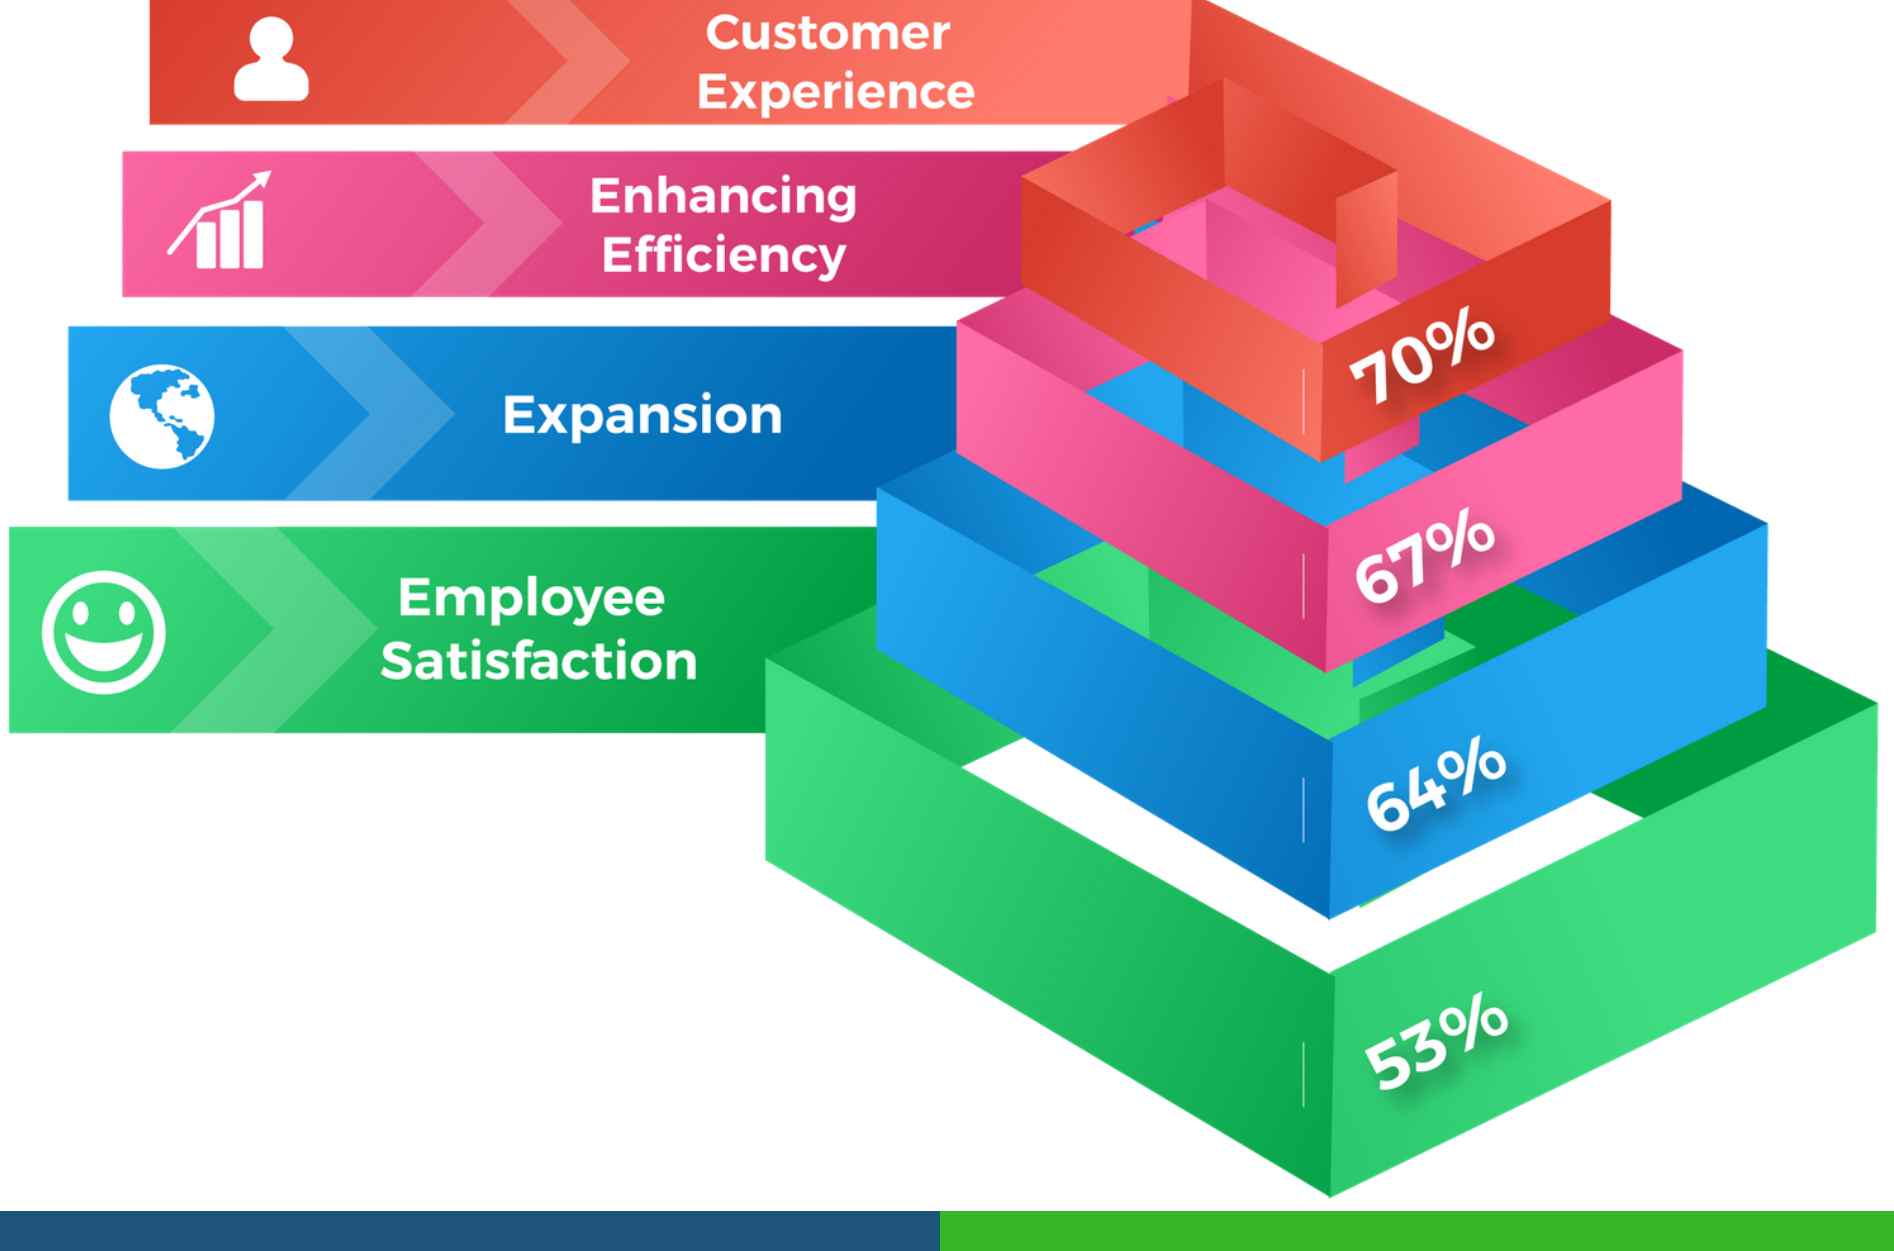 Customer
Experience
Enhancing
Efficiency
Expansion
Employee
Satisfaction
70%
67%
64%
53%